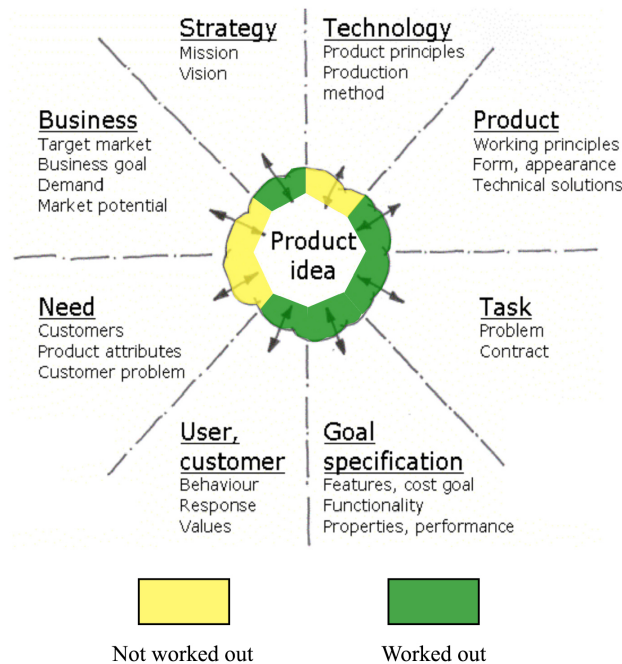 Strategy
Mission
Vision
Technology
Product principles
Production
method
Business
Target market
Business goal
Demand
Market potential
Product
Working principles
Form, appearance
Technical solutions
Product
idea
Need
Customers
Product attributes
Customer problem
Task
Problem
Contract
User,
customer
Behaviour
Response
Values
Goal
specification
Features, cost goal
Functionality
Properties, performance
Not worked out
Worked out